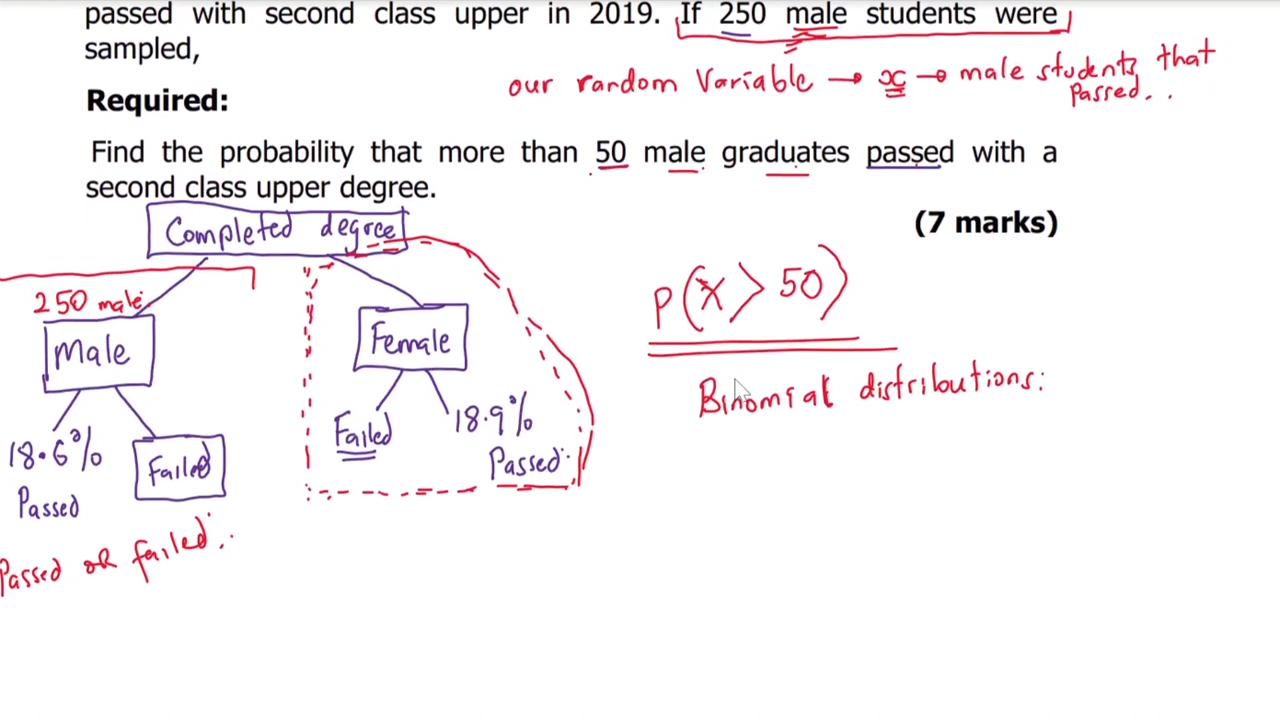 passed with second class upper in 2019. If 250 male students were
sampled,
our random Variable → x → male students that
Passed..
Required:
Find the probability that more than 50 male graduates passed with a
second class upper degree.
(7 marks)
Completed degree
250 male
Male
Female
P(x > 50)
Binomial distributions:
18.6%
Passed
Failed
Failed
18.9%
Passed.
Passed or failed..